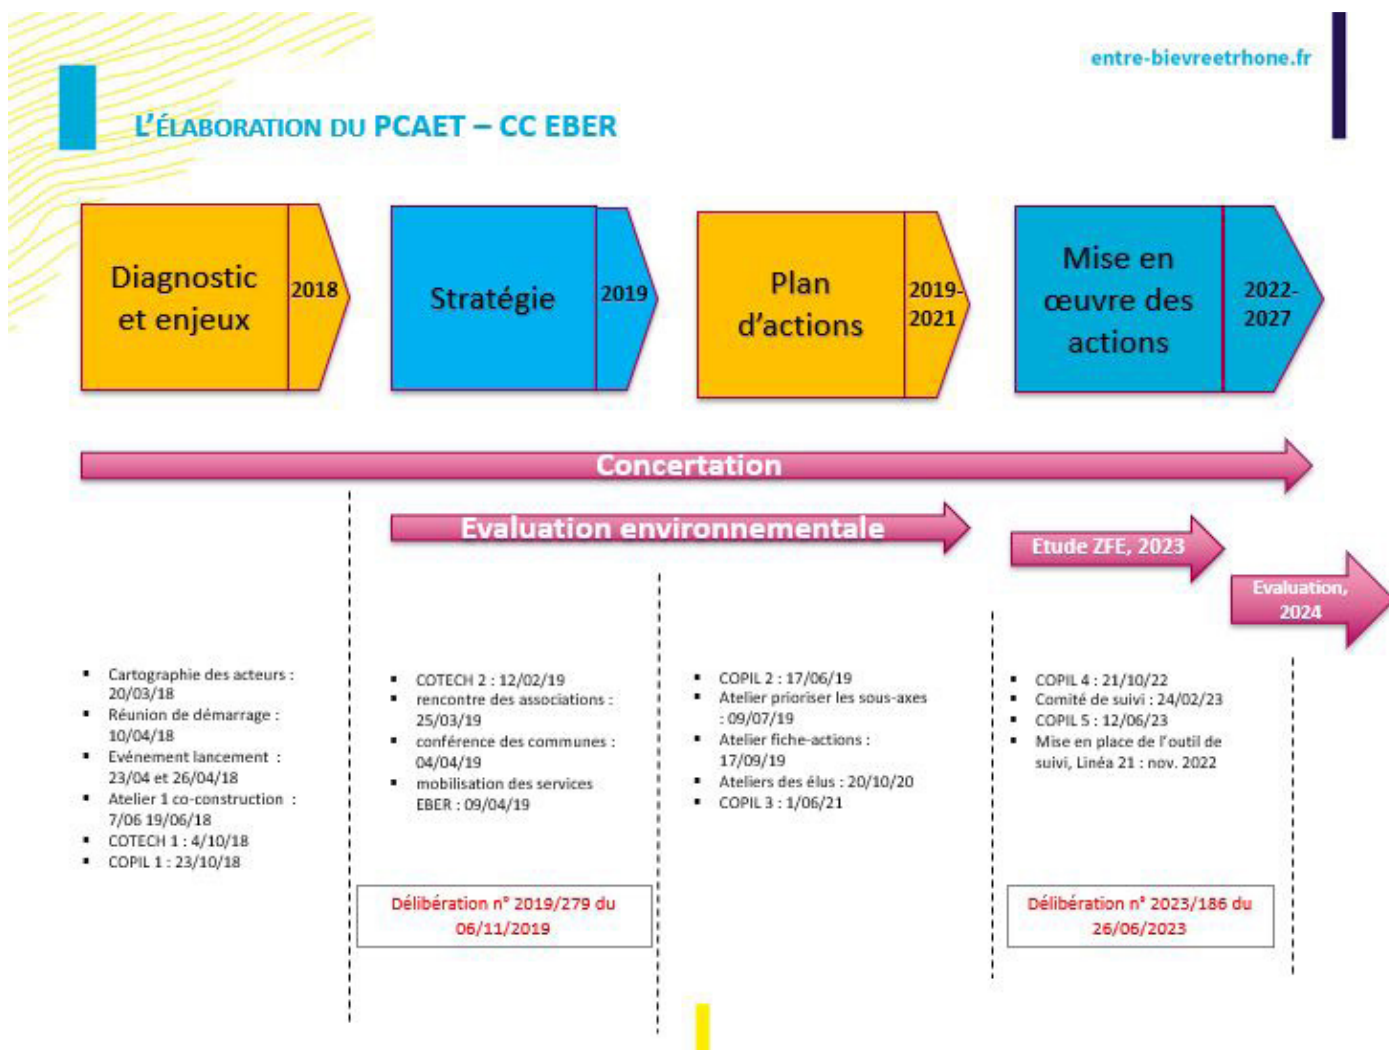 entre-bievreetrhone.fr
L'ÉLABORATION DU PCAET – CC EBER
Diagnostic
et enjeux
2018
Stratégie
2019
Plan
d'actions
2019-
2021
Mise en
œuvre des
actions
2022-
2027
Concertation
Evaluation environnementale
Etude ZFE, 2023
Evaluation,
2024
▪ Cartographie des acteurs :
20/03/18
▪ Réunion de démarrage :
10/04/18
▪ Evénement lancement :
23/04 et 26/04/18
▪ Atelier 1 co-construction :
7/06 19/06/18
▪ COTECH 1 : 4/10/18
▪ COPIL 1 : 23/10/18
▪ COTECH 2 : 12/02/19
▪ rencontre des associations :
25/03/19
▪ conférence des communes :
04/04/19
▪ mobilisation des services
EBER : 09/04/19
▪ COPIL 2 : 17/06/19
▪ Atelier prioriser les sous-axes
: 09/07/19
▪ Atelier fiche-actions :
17/09/19
▪ Ateliers des élus : 20/10/20
▪ COPIL 3 : 1/06/21
▪ COPIL 4 : 21/10/22
▪ Comité de suivi : 24/02/23
▪ COPIL 5 : 12/06/23
▪ Mise en place de l'outil de
suivi, Linéa 21 : nov. 2022
Délibération n° 2019/279 du
06/11/2019
Délibération n° 2023/186 du
26/06/2023